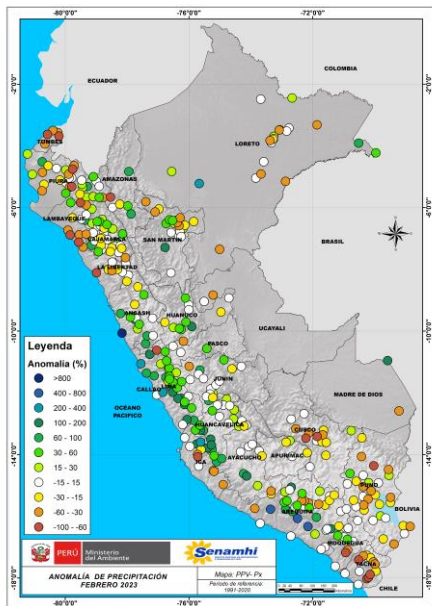 -80°0'0"
-76°0'0"
-72°0'0"
COLOMBIA
ECUADOR
-2°0'0"
TUMBES
LORETO
PIURA
AMAZONAS
-6°0'0"
LAMBAYEQUE
CAJAMARCA
SAN MARTIN
BRASIL
LA LIBERTAD
ANCASH
HUANUCO
-10°0'0"
UCAYALI
PASCO
Leyenda
Anomalía (%)
>800
400 - 800
200 - 400
100 - 200
60 - 100
30 - 60
15 - 30
-15 - 15
-30 - -15
-60 - -30
-100 - -60
LIMA
JUNIN
CALLAO
OCÉANO
PACIFICO
MADRE DE DIOS
HUANCAVELICA
CUSCO
-14°0'0"
ICA
AYACUCHO
APURIMAC
PUNO
BOLIVIA
AREQUIPA
MOQUEGUA
TACNA
-18°0'0"
CHILE
PERÚ
Ministerio
del Ambiente
Senamhi
ANOMALÍA DE PRECIPITACIÓN
FEBRERO 2023
Mapa: PPV- Px
Período de referencia:
1991-2020